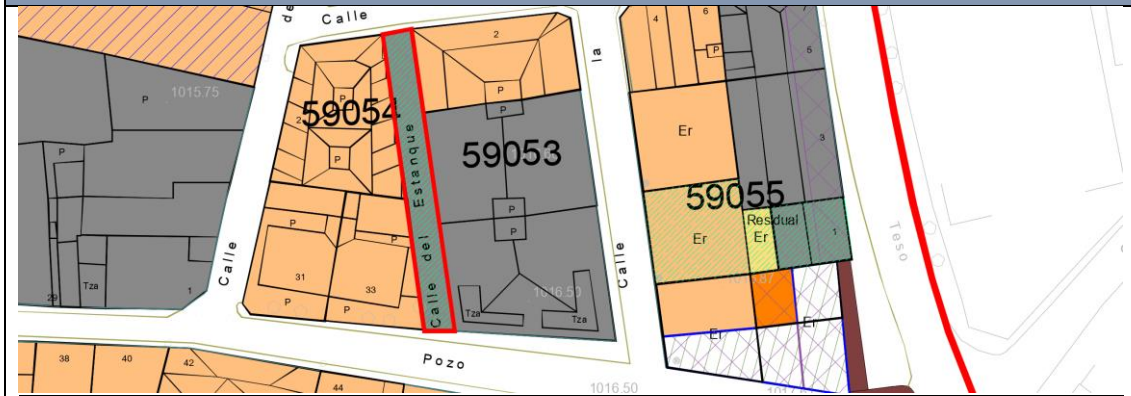 de
Calle
la
2
4
6
7
P
5
P
1015.75
P
59054
2
P
P
59053
Er
3
P
P
59055
Residual
Er
Er
1
Calle del Estanque
P
P
P
Calle
Calle
Teso
31
33
P
P
1016.50
Tza
Tza
Tza
29
1
Er
Er
Pozo
38
40
42
44
1016.50